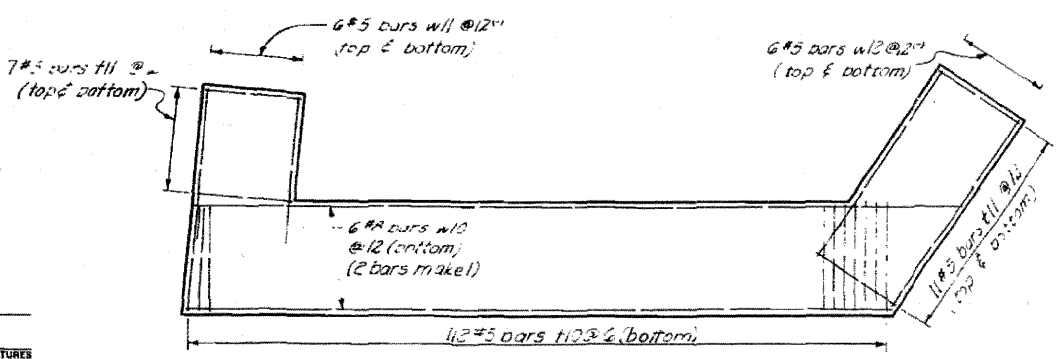 6 #5 bars w11 @12"
(top & bottom)
6 #5 bars w12 @12"
(top & bottom)
7 #5 bars t11 @
(top & bottom)
6 #8 bars w10
@12 (bottom)
(2 bars make 1)
11 #5 bars t11 @12
(top & bottom)
113 #5 bars t10 @ 6 (bottom)
TURES